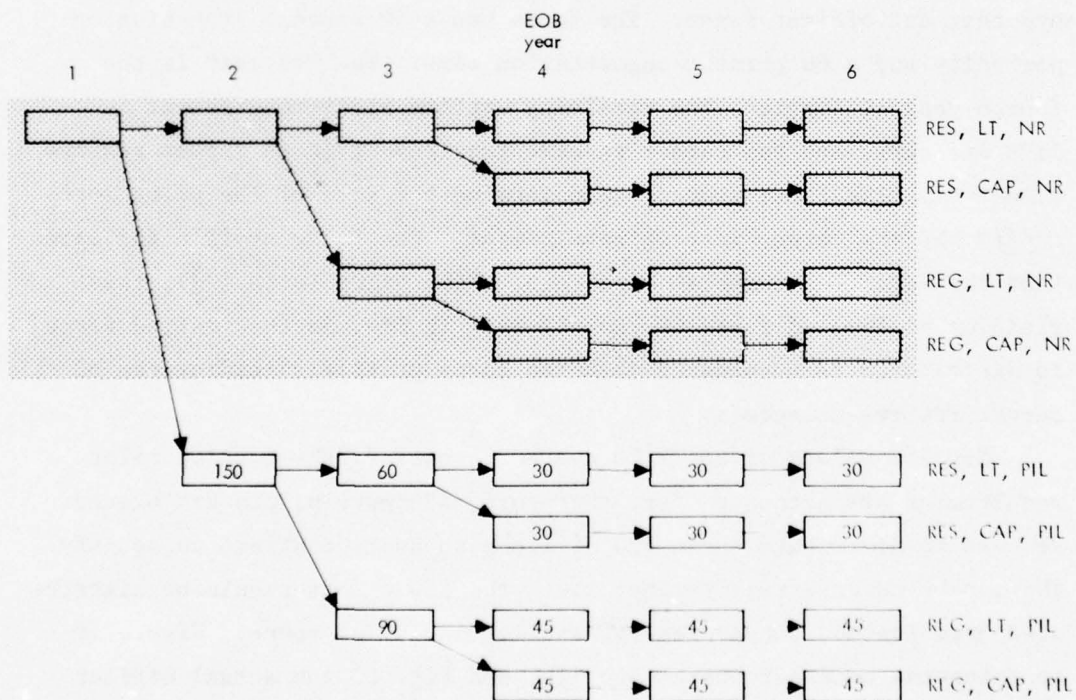 EOB
year
1 2 3 4 5 6
RES, LT, NR
RES, CAP, NR
REG, LT, NR
REG, CAP, NR
150 60 30 30 30 RES, LT, PIL
30 30 30 RES, CAP, PIL
90 45 45 45 REG, LT, PIL
45 45 45 REG, CAP, PIL